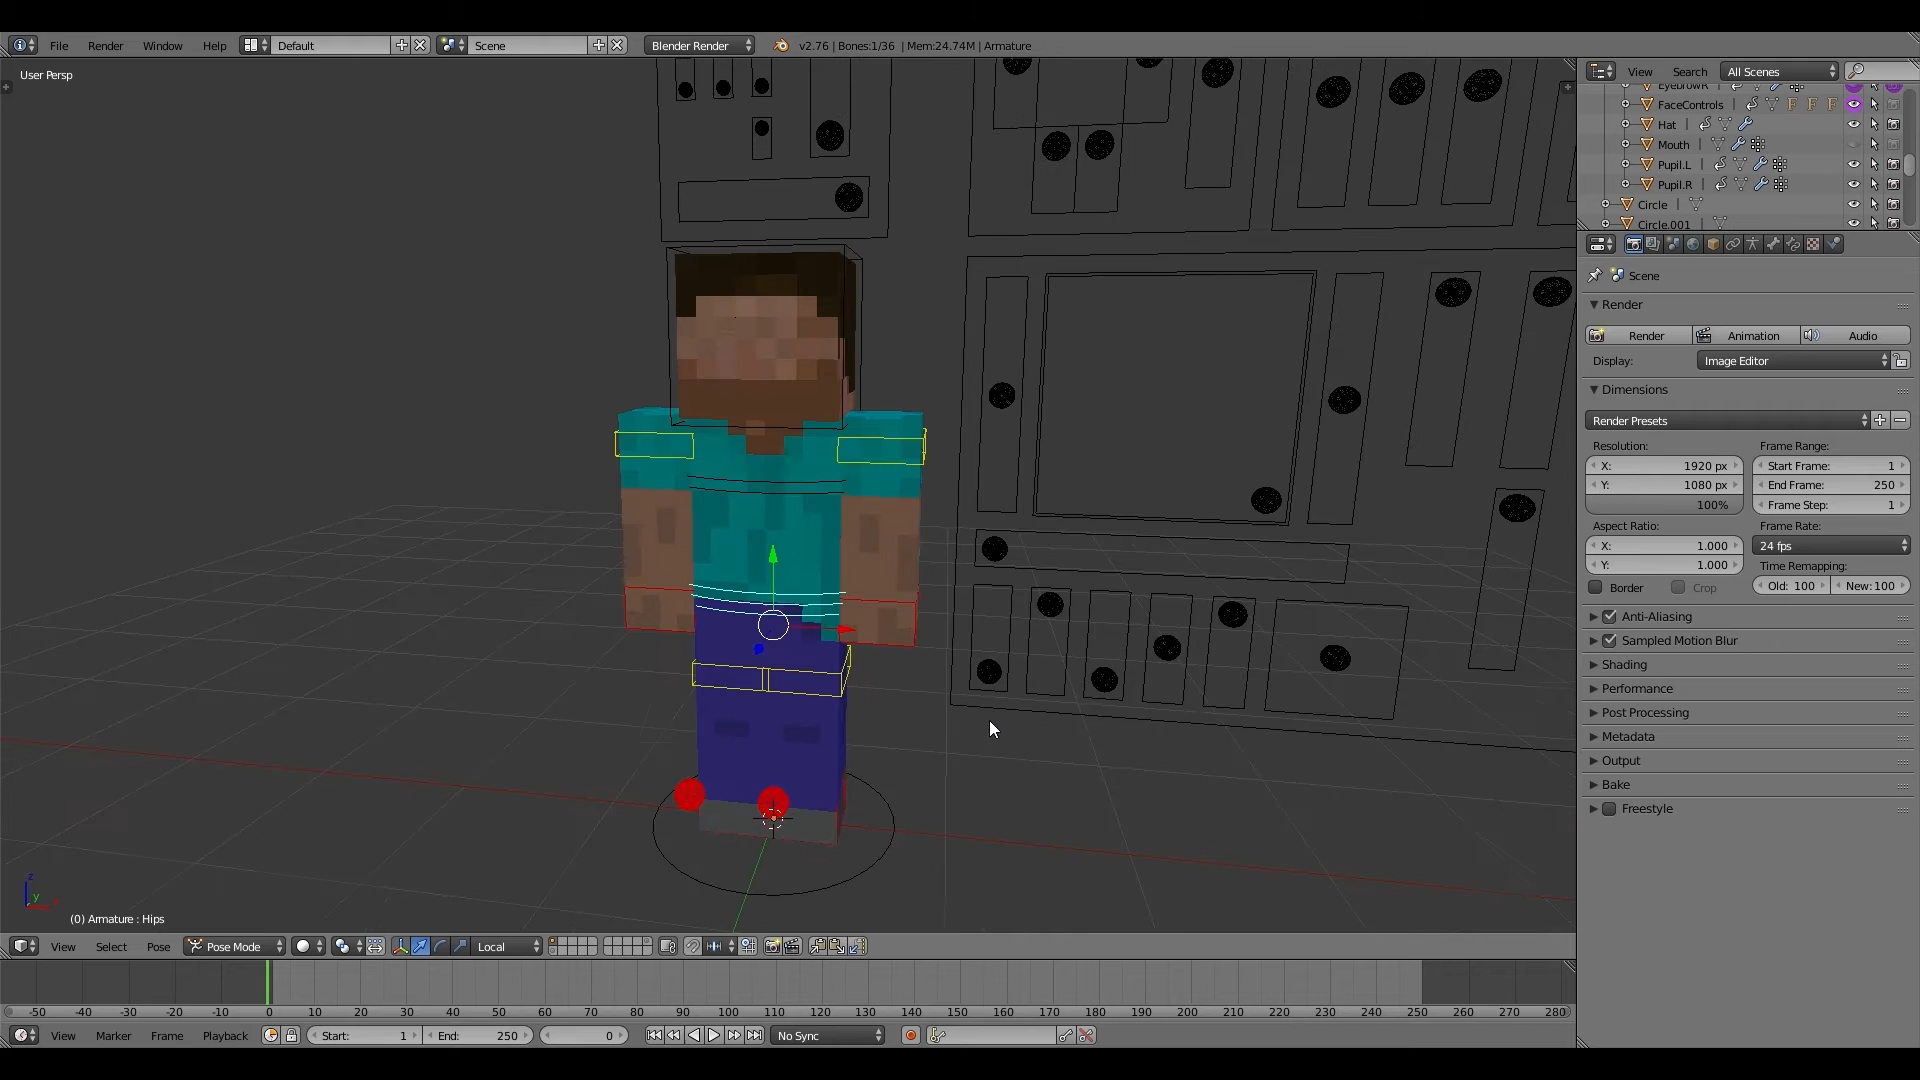 File Render Window Help Default Scene Blender Render v2.76 | Bones:1/36 | Mem:24.74M | Armature
User Persp
View Search All Scenes
EyebrowR
FaceControls
Hat
Mouth
Pupil.L
Pupil.R
Circle
Circle.001
Scene
Render
Render Animation Audio
Display: Image Editor
Dimensions
Render Presets
Resolution: Frame Range:
X: 1920 px Start Frame: 1
Y: 1080 px End Frame: 250
100% Frame Step: 1
Aspect Ratio: Frame Rate:
X: 1.000 24 fps
Y: 1.000 Time Remapping:
Border Crop Old: 100 New: 100
Anti-Aliasing
Sampled Motion Blur
Shading
Performance
Post Processing
Metadata
Output
Bake
Freestyle
z
y
(0) Armature : Hips
View Select Pose Pose Mode Local
-50 -40 -30 -20 -10 0 10 20 30 40 50 60 70 80 90 100 110 120 130 140 150 160 170 180 190 200 210 220 230 240 250 260 270 280
View Marker Frame Playback Start: 1 End: 250 0 No Sync